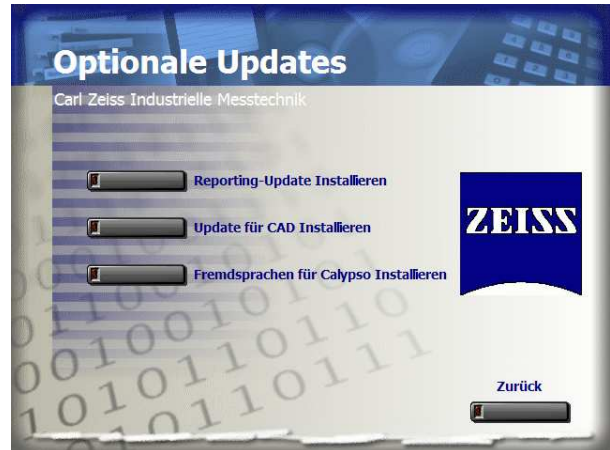 Optionale Updates
Carl Zeiss Industrielle Messtechnik
Reporting-Update Installieren
Update für CAD Installieren
ZEISS
Fremdsprachen für Calypso Installieren
Zurück